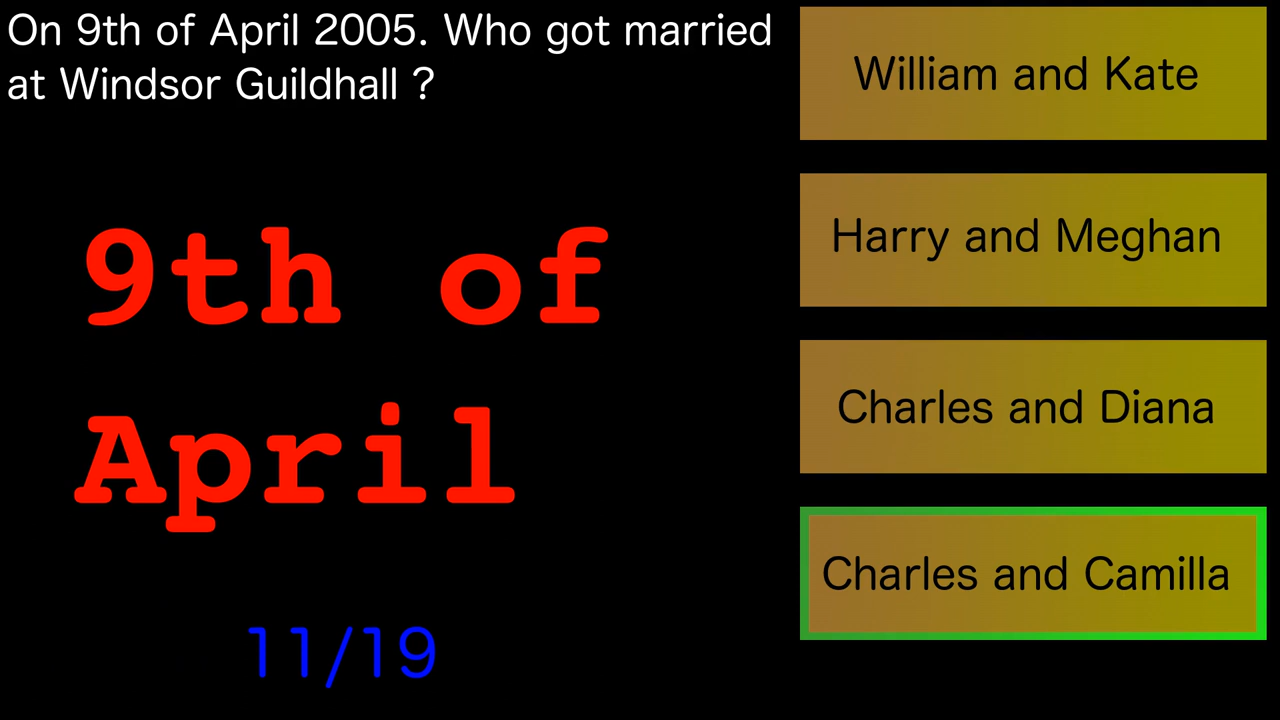 On 9th of April 2005. Who got married
at Windsor Guildhall ?
9th of
April
11/19
William and Kate
Harry and Meghan
Charles and Diana
Charles and Camilla